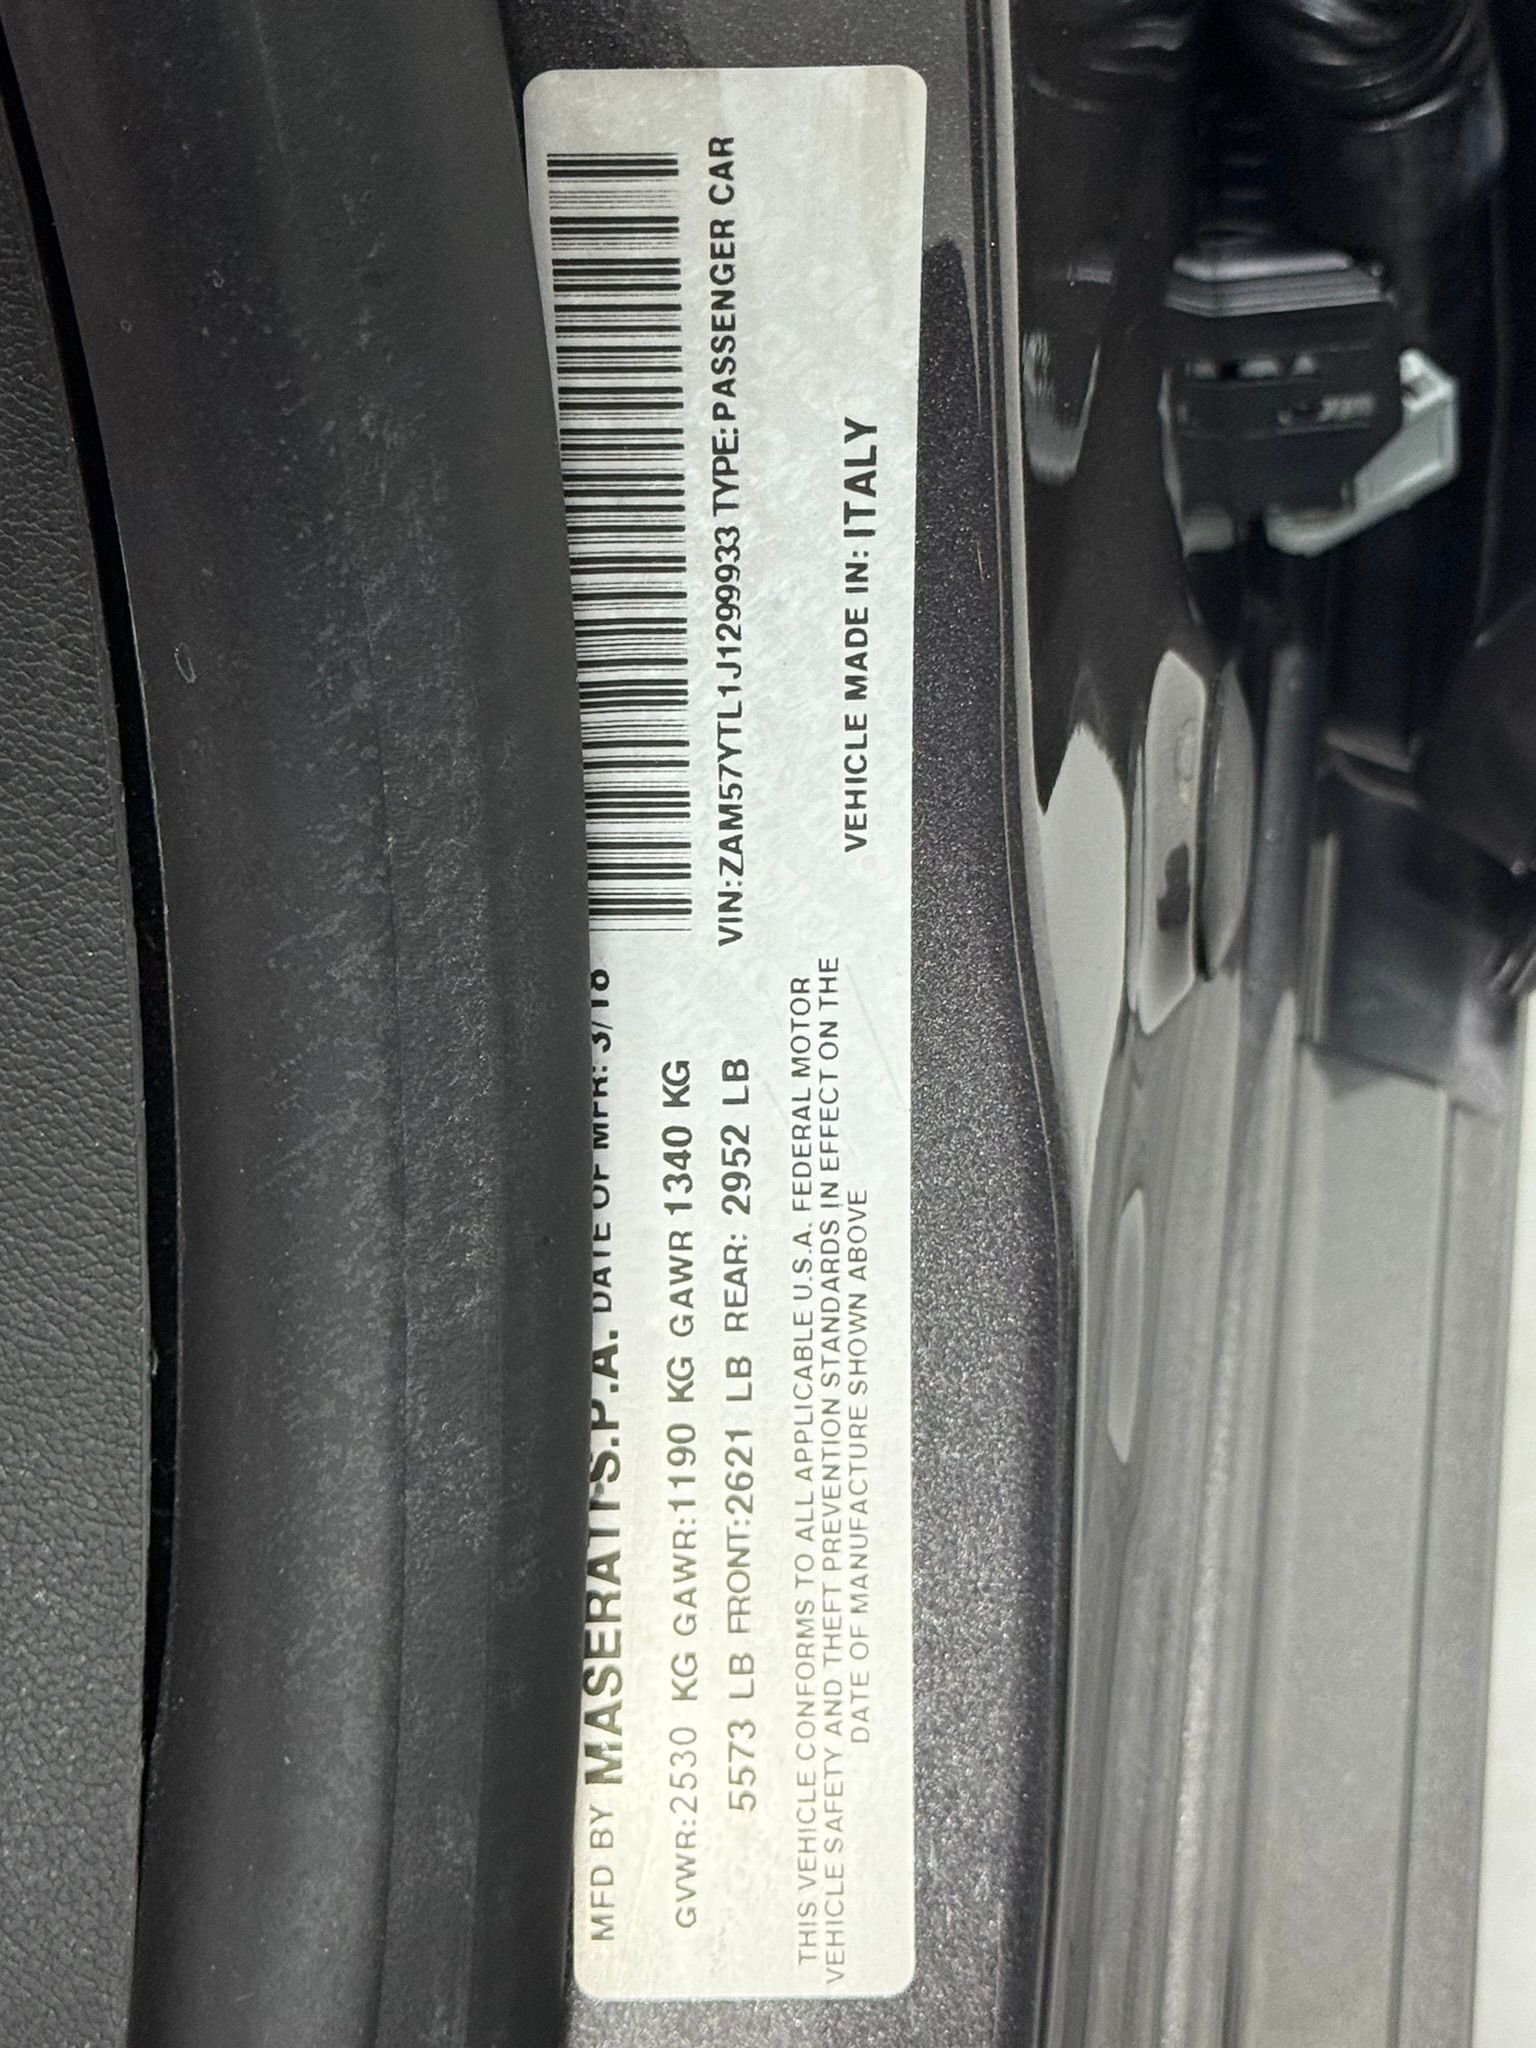 MFD BY MASERATI S.P.A. DATE OF MFR: 3/18
GVWR:2530 KG GAWR:1190 KG GAWR 1340 KG
5573 LB FRONT:2621 LB REAR: 2952 LB
VIN:ZAM57YTL1J1299933 TYPE:PASSENGER CAR
THIS VEHICLE CONFORMS TO ALL APPLICABLE U.S.A. FEDERAL MOTOR
VEHICLE SAFETY AND THEFT PREVENTION STANDARDS IN EFFECT ON THE
DATE OF MANUFACTURE SHOWN ABOVE
VEHICLE MADE IN: ITALY